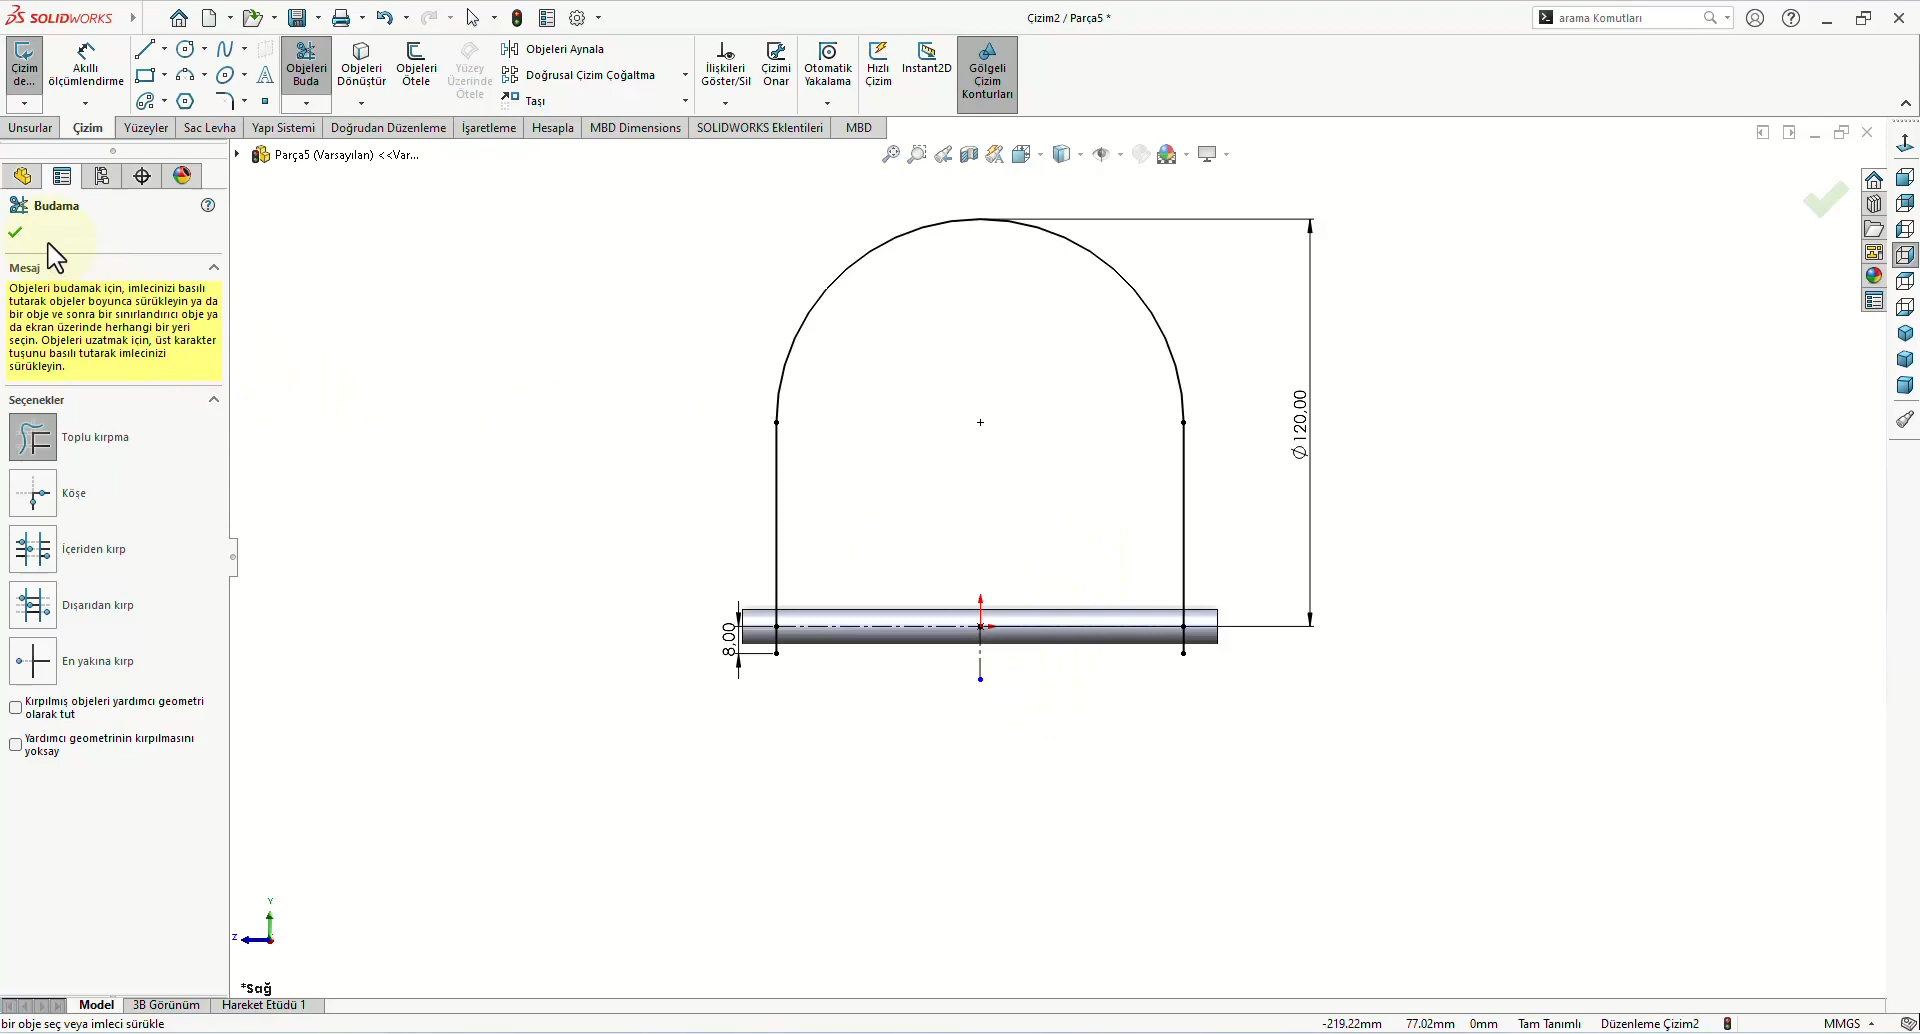 SOLIDWORKS
Çizim2 / Parça5 *
arama Komutları
Çizim
de...
Akıllı
ölçümlendirme
Objeleri
Buda
Objeleri
Dönüştür
Objeleri
Ötele
Yüzey
Üzerinde
Ötele
Objeleri Aynala
Doğrusal Çizim Çoğaltma
Taşı
İlişkileri
Göster/Sil
Çizimi
Onar
Otomatik
Yakalama
Hızlı
Çizim
Instant2D
Gölgeli
Çizim
Konturları
Unsurlar
Çizim
Yüzeyler
Sac Levha
Yapı Sistemi
Doğrudan Düzenleme
İşaretleme
Hesapla
MBD Dimensions
SOLIDWORKS Eklentileri
MBD
Parça5 (Varsayılan) <<Var...
Budama
Mesaj
Objeleri budamak için, imlecinizi basılı
tutarak objeler boyunca sürükleyin ya da
bir obje ve sonra bir sınırlandırıcı obje ya
da ekran üzerinde herhangi bir yeri
seçin. Objeleri uzatmak için, üst karakter
tuşunu basılı tutarak imlecinizi
sürükleyin.
Seçenekler
Toplu kırpma
Köşe
İçeriden kırp
Dışarıdan kırp
En yakına kırp
Kırpılmış objeleri yardımcı geometri
olarak tut
Yardımcı geometrinin kırpılmasını
yoksay
Ø120,00
8,00
Y
Z
*Sağ
Model
3B Görünüm
Hareket Etüdü 1
bir obje seç veya imleci sürükle
-219.22mm
77.02mm
0mm
Tam Tanımlı
Düzenleme Çizim2
MMGS